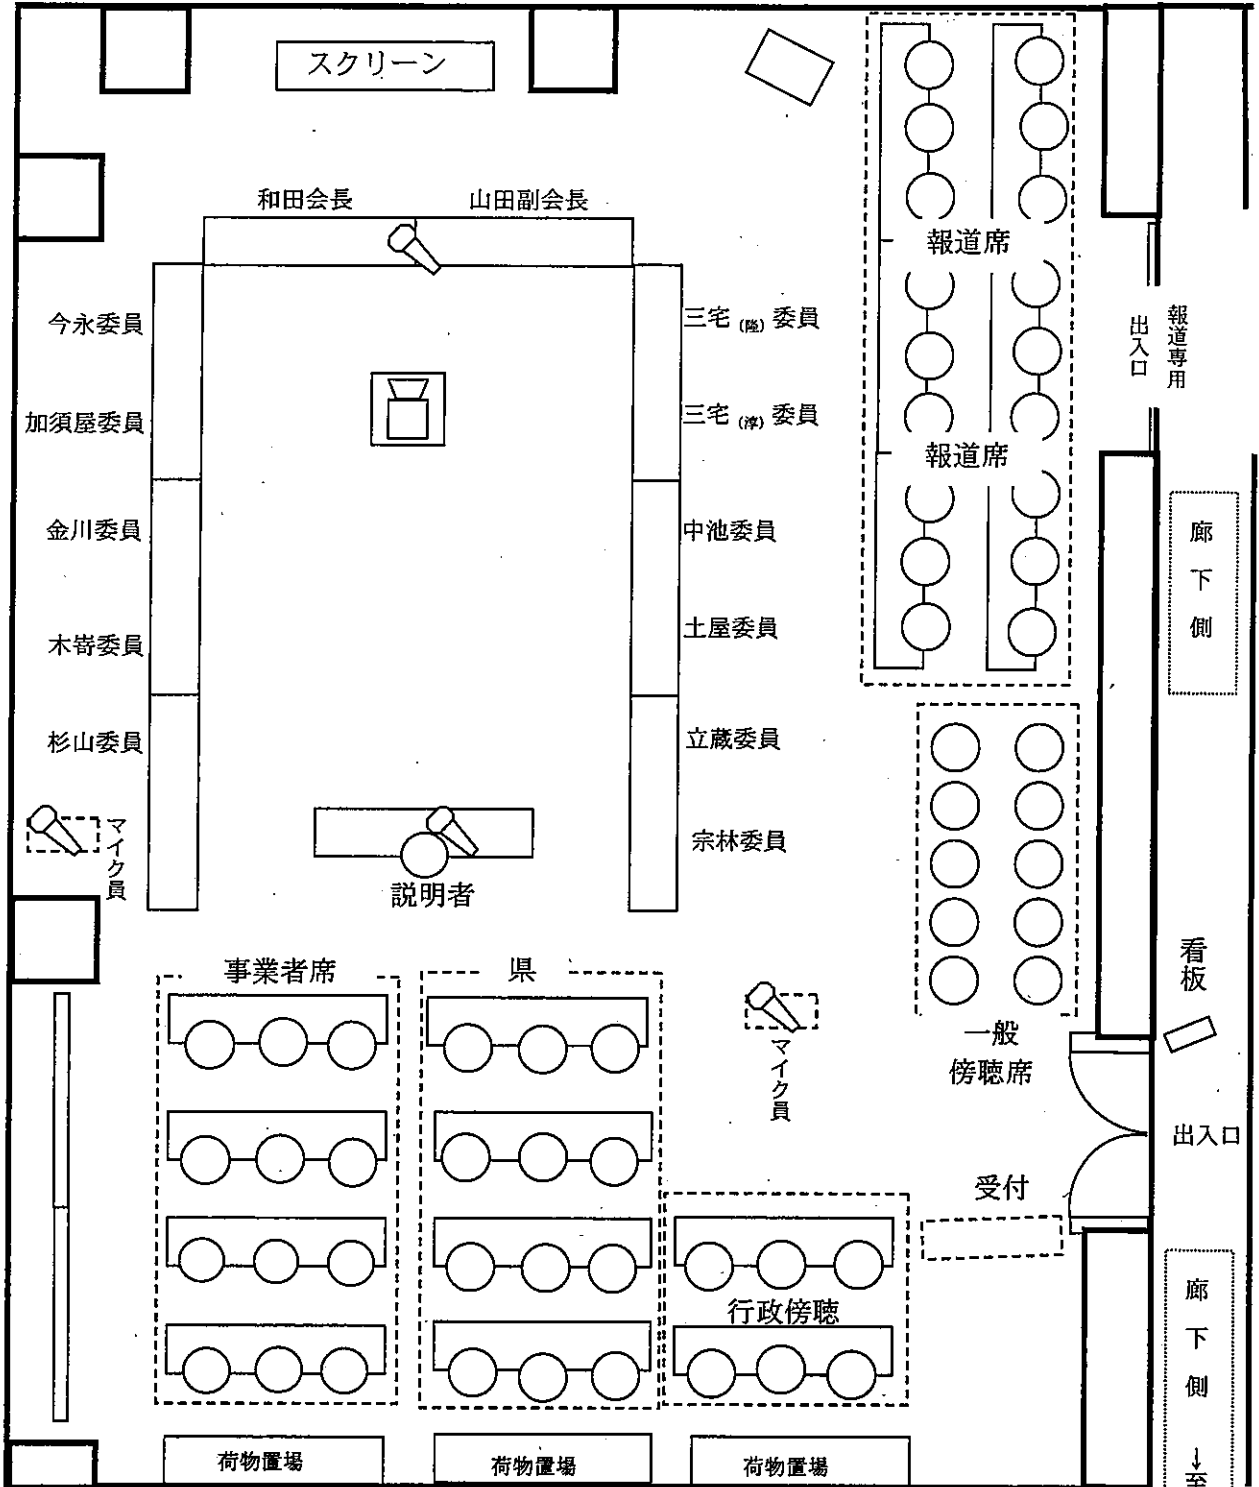 スクリーン
和田会長
山田副会長
今永委員
加須屋委員
金川委員
木嵜委員
杉山委員
マイク員
三宅(隆)委員
三宅(淳)委員
中池委員
土屋委員
立蔵委員
宗林委員
説明者
報道席
報道席
出入口
報道専用
廊下側
事業者席
県
マイク員
一般
傍聴席
看板
出入口
受付
行政傍聴
廊下側 →至
荷物置場
荷物置場
荷物置場